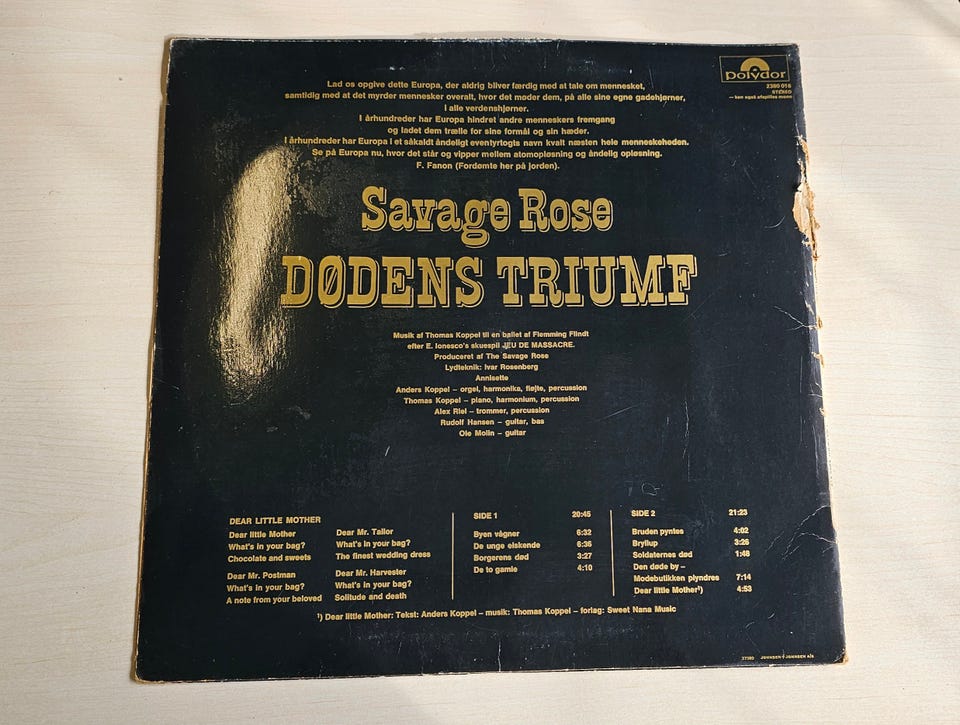 Lad os opgive dette Europa, der aldrig bliver færdig med at tale om mennesket,
samtidig med at det myrder mennesker overalt, hvor det møder dem, på alle sine egne gadehjørner,
i alle verdenshjørner.
I århundreder har Europa hindret andre menneskers fremgang
og ladet dem trælle for sine formål og sin hæder.
I århundreder har Europa i et såkaldt åndeligt eventyrtogts navn kvalt næsten hele menneskeheden.
Se på Europa nu, hvor det står og vipper mellem atomopløsning og åndelig opløsning.
F. Fanon (Fordømte her på jorden).
polydor
2380 016
STEREO
— kan også afspilles mono
Savage Rose
DØDENS TRIUMF
Musik af Thomas Koppel til en ballet af Flemming Flindt
efter E. Ionesco's skuespil JEU DE MASSACRE.
Produceret af The Savage Rose
Lydteknik: Ivar Rosenberg
Annisette
Anders Koppel – orgel, harmonika, fløjte, percussion
Thomas Koppel – piano, harmonium, percussion
Alex Riel – trommer, percussion
Rudolf Hansen – guitar, bas
Ole Molin – guitar
DEAR LITTLE MOTHER
Dear little Mother
What's in your bag?
Chocolate and sweets
Dear Mr. Postman
What's in your bag?
A note from your beloved
Dear Mr. Tailor
What's in your bag?
The finest wedding dress
Dear Mr. Harvester
What's in your bag?
Solitude and death
SIDE 1 20:45
Byen vågner 6:32
De unge elskende 6:36
Borgerens død 3:27
De to gamle 4:10
SIDE 2 21:23
Bruden pyntes 4:02
Bryllup 3:26
Soldaternes død 1:48
Den døde by –
Modebutikken plyndres 7:14
Dear little Mother¹) 4:53
¹) Dear little Mother: Tekst: Anders Koppel – musik: Thomas Koppel – forlag: Sweet Nana Music
27380 JOHNSEN + JOHNSEN A/S